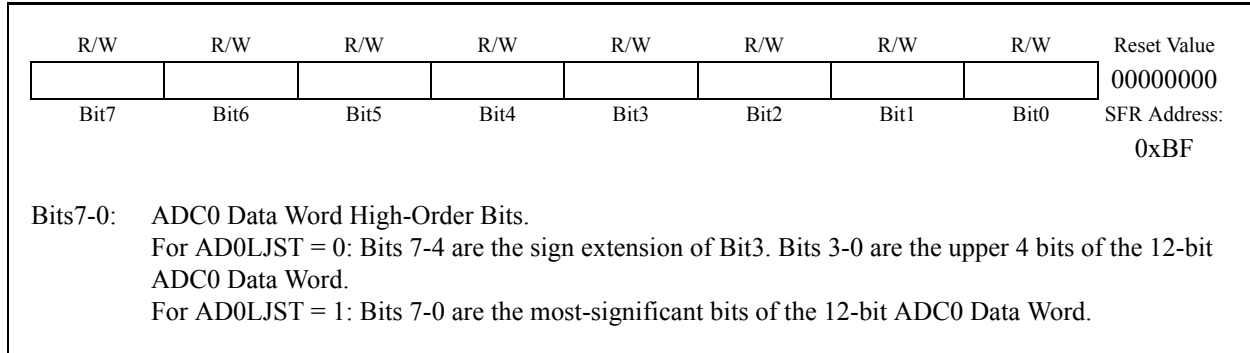 R/W R/W R/W R/W R/W R/W R/W R/W Reset Value
00000000
Bit7 Bit6 Bit5 Bit4 Bit3 Bit2 Bit1 Bit0 SFR Address:
0xBF
Bits7-0: ADC0 Data Word High-Order Bits.
For AD0LJST = 0: Bits 7-4 are the sign extension of Bit3. Bits 3-0 are the upper 4 bits of the 12-bit
ADC0 Data Word.
For AD0LJST = 1: Bits 7-0 are the most-significant bits of the 12-bit ADC0 Data Word.